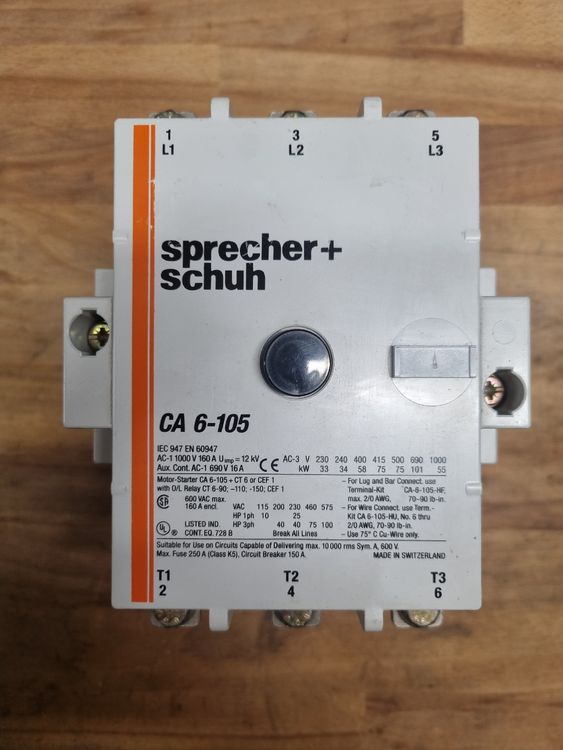 1 3 5
L1 L2 L3
sprecher+
schuh
CA 6-105
IEC 947 EN 60947
AC-1 1000 V 160 A Uimp = 12 kV CE AC-3 V 230 240 400 415 500 690 1000
Aux. Cont. AC-1 690 V 16 A kW 33 34 58 75 75 101 55
Motor-Starter CA 6-105 + CT 6 or CEF 1
with O/L Relay CT 6-90; -110; -150; CEF 1
600 VAC max.
160 A encl.
VAC 115 200 230 460 575
HP 1ph 10 25
HP 3ph 40 40 75 100
UL LISTED IND.
CONT. EQ. 728 B
Break All Lines
– For Lug and Bar Connect. use
Terminal-Kit CA-6-105-HF,
max. 2/0 AWG, 70-90 lb-in.
– For Wire Connect. use Term.-
Kit CA-6-105-HU, No. 6 thru
2/0 AWG, 70-90 lb-in.
– Use 75° C Cu-Wire only.
Suitable for Use on Circuits Capable of Delivering max. 10 000 rms Sym. A, 600 V.
Max. Fuse 250 A (Class K5), Circuit Breaker 150 A. MADE IN SWITZERLAND
T1 T2 T3
2 4 6